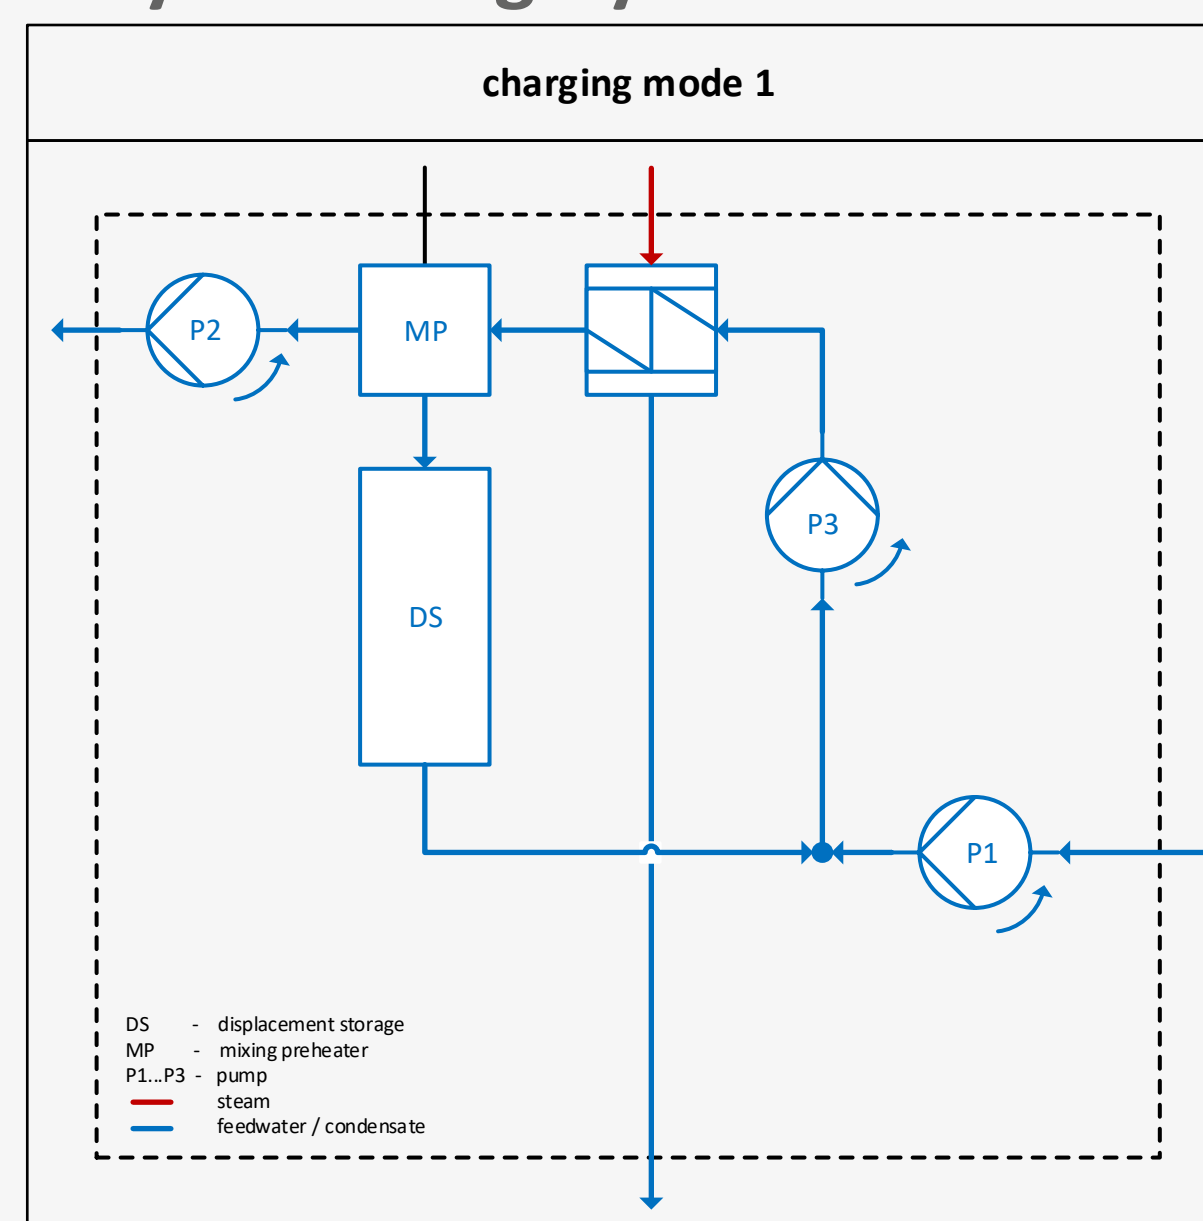 charging mode 1
P2
MP
P3
DS
P1
DS - displacement storage
MP - mixing preheater
P1...P3 - pump
steam
feedwater / condensate